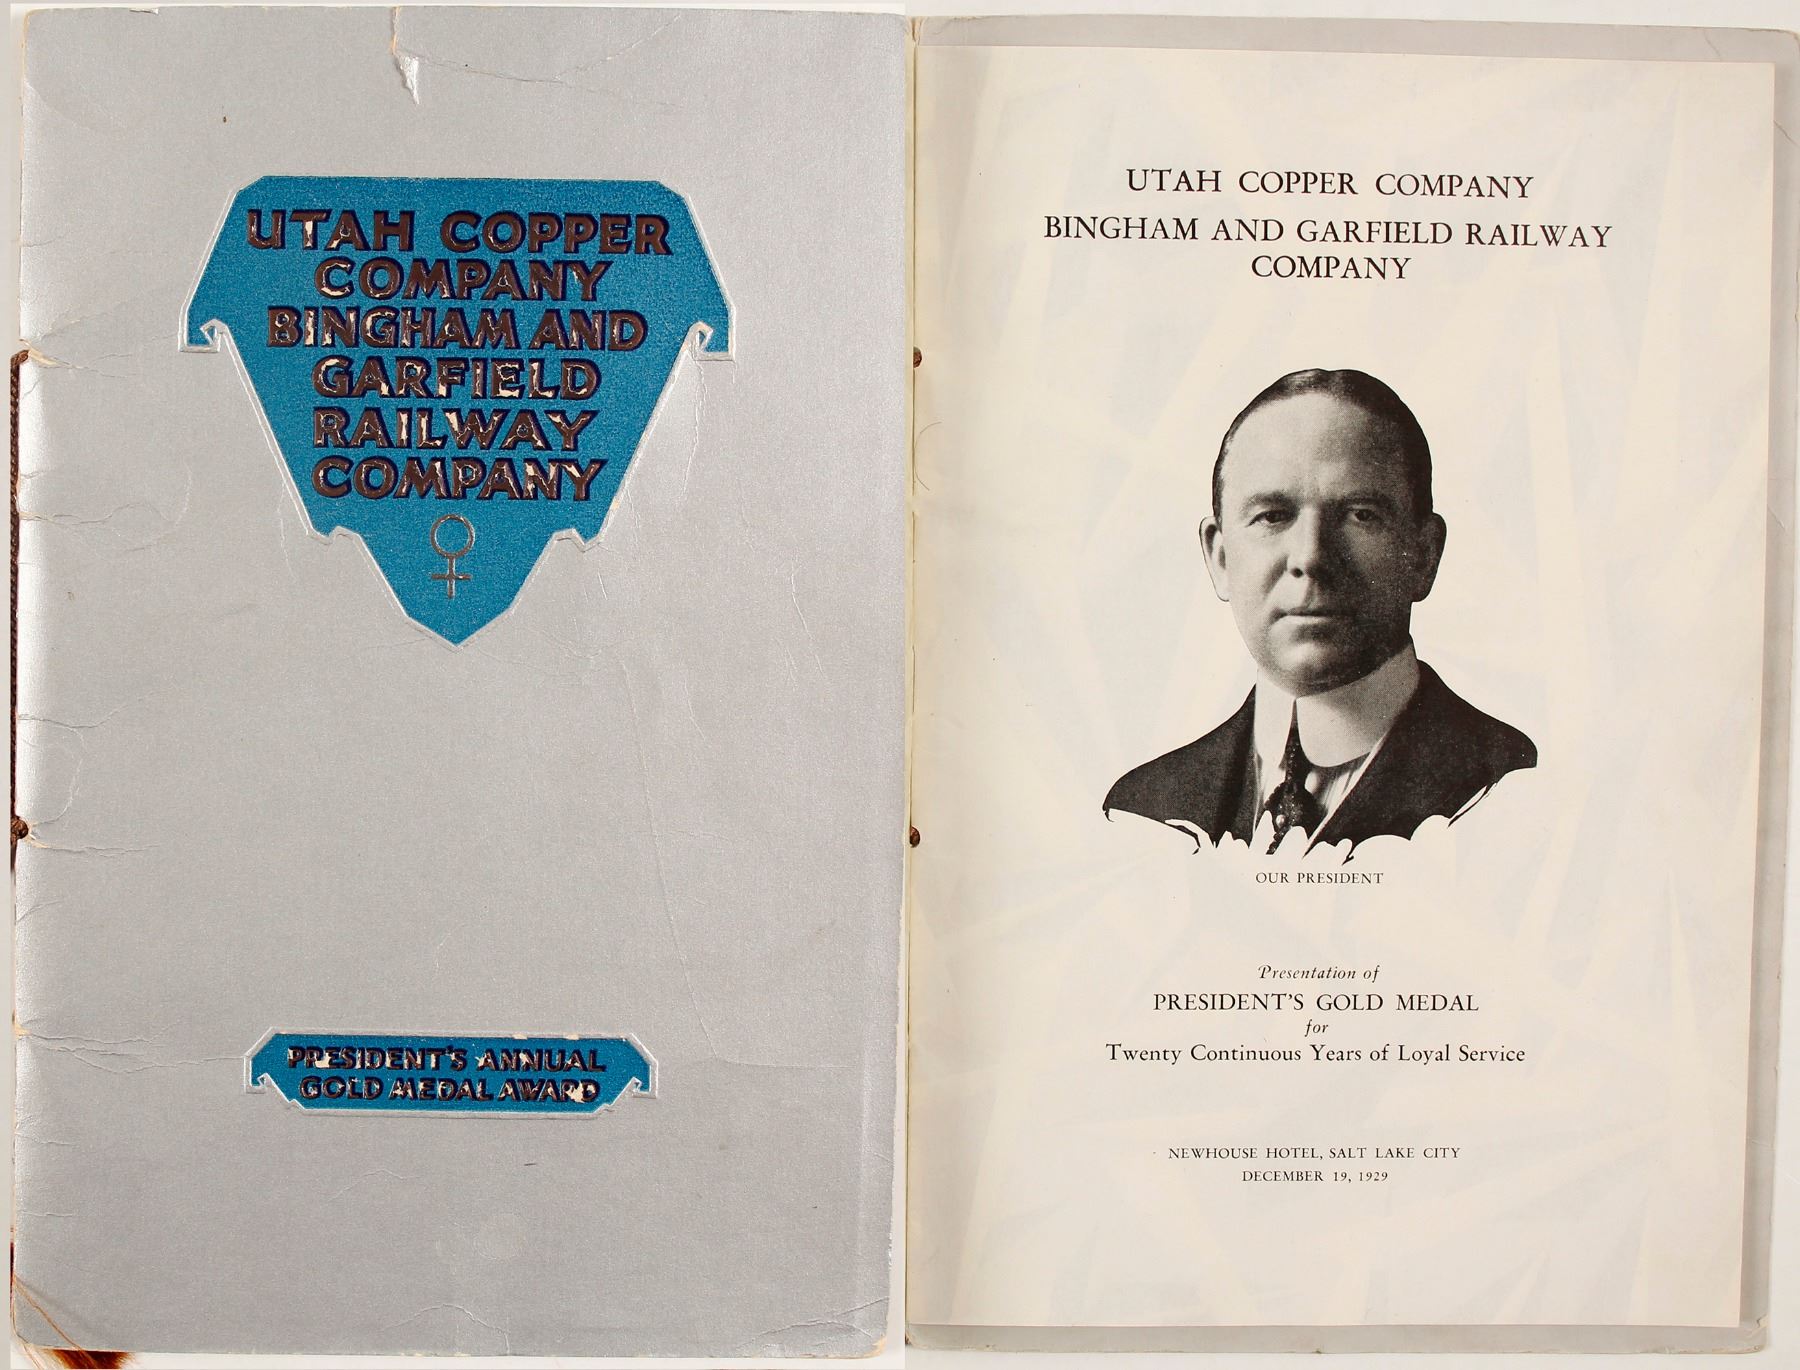 UTAH COPPER
COMPANY
BINGHAM AND
GARFIELD
RAILWAY
COMPANY
PRESIDENT'S ANNUAL
GOLD MEDAL AWARD
UTAH COPPER COMPANY
BINGHAM AND GARFIELD RAILWAY
COMPANY
OUR PRESIDENT
Presentation of
PRESIDENT'S GOLD MEDAL
for
Twenty Continuous Years of Loyal Service
NEWHOUSE HOTEL, SALT LAKE CITY
DECEMBER 19, 1929